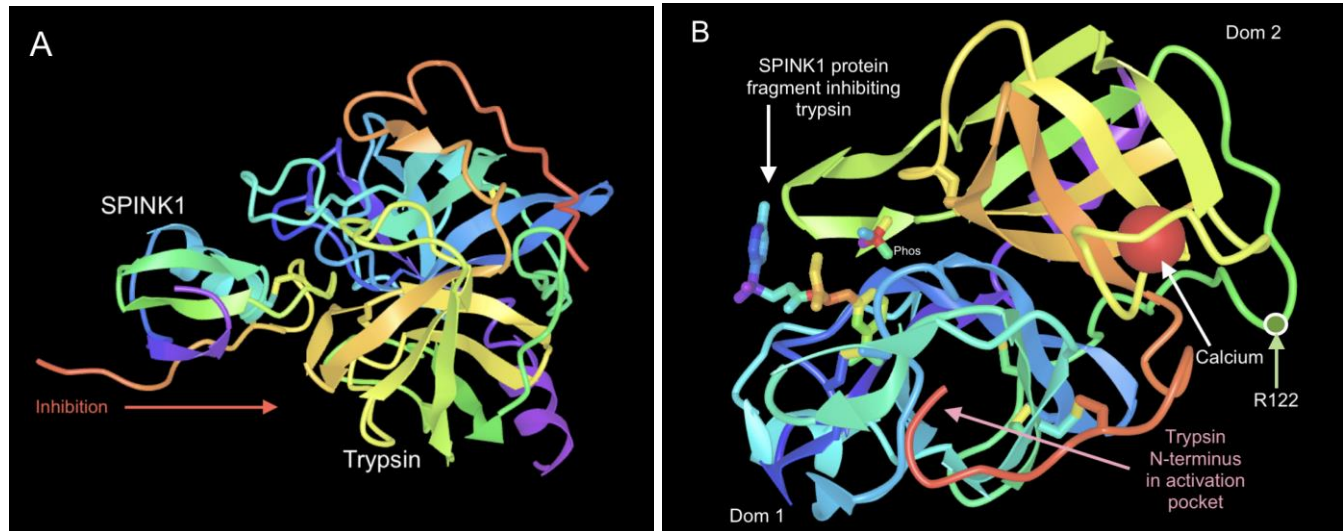 A
SPINK1
Inhibition
Trypsin
B
Dom 2
SPINK1 protein
fragment inhibiting
trypsin
Phos
Calcium
R122
Trypsin
N-terminus
in activation
pocket
Dom 1